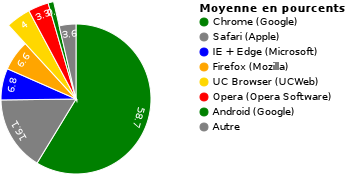 Moyenne en pourcents
Chrome (Google)
Safari (Apple)
IE + Edge (Microsoft)
Firefox (Mozilla)
UC Browser (UCWeb)
Opera (Opera Software)
Android (Google)
Autre
58.7
16.1
6.8
6.6
4
3.3
3.6